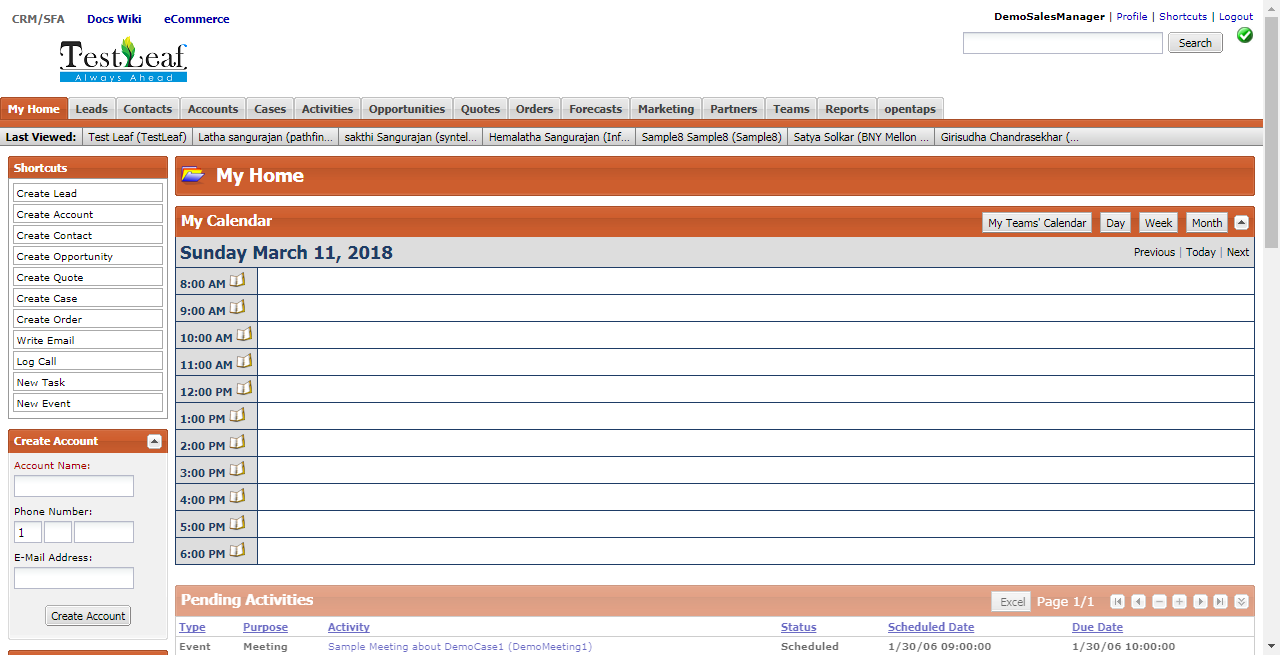 CRM/SFA Docs Wiki eCommerce
DemoSalesManager | Profile | Shortcuts | Logout
TestLeaf
Always Ahead
Search
My Home Leads Contacts Accounts Cases Activities Opportunities Quotes Orders Forecasts Marketing Partners Teams Reports opentaps
Last Viewed: Test Leaf (TestLeaf) Latha sangurajan (pathfin... sakthi Sangurajan (syntel... Hemalatha Sangurajan (Inf... Sample8 Sample8 (Sample8) Satya Solkar (BNY Mellon ... Girisudha Chandrasekhar (...
Shortcuts
Create Lead
Create Account
Create Contact
Create Opportunity
Create Quote
Create Case
Create Order
Write Email
Log Call
New Task
New Event
Create Account
Account Name:
Phone Number:
1
E-Mail Address:
Create Account
My Home
My Calendar My Teams' Calendar Day Week Month
Sunday March 11, 2018 Previous | Today | Next
8:00 AM
9:00 AM
10:00 AM
11:00 AM
12:00 PM
1:00 PM
2:00 PM
3:00 PM
4:00 PM
5:00 PM
6:00 PM
Pending Activities Excel Page 1/1
Type Purpose Activity Status Scheduled Date Due Date
Event Meeting Sample Meeting about DemoCase1 (DemoMeeting1) Scheduled 1/30/06 09:00:00 1/30/06 10:00:00